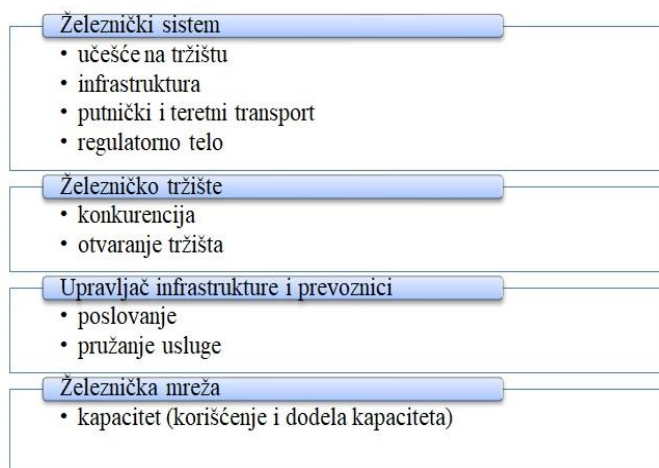 Železnički sistem
• učešće na tržištu
• infrastruktura
• putnički i teretni transport
• regulatorno telo
Železničko tržište
• konkurencija
• otvaranje tržišta
Upravljač infrastrukture i prevoznici
• poslovanje
• pružanje usluge
Železnička mreža
• kapacitet (korišćenje i dodela kapaciteta)